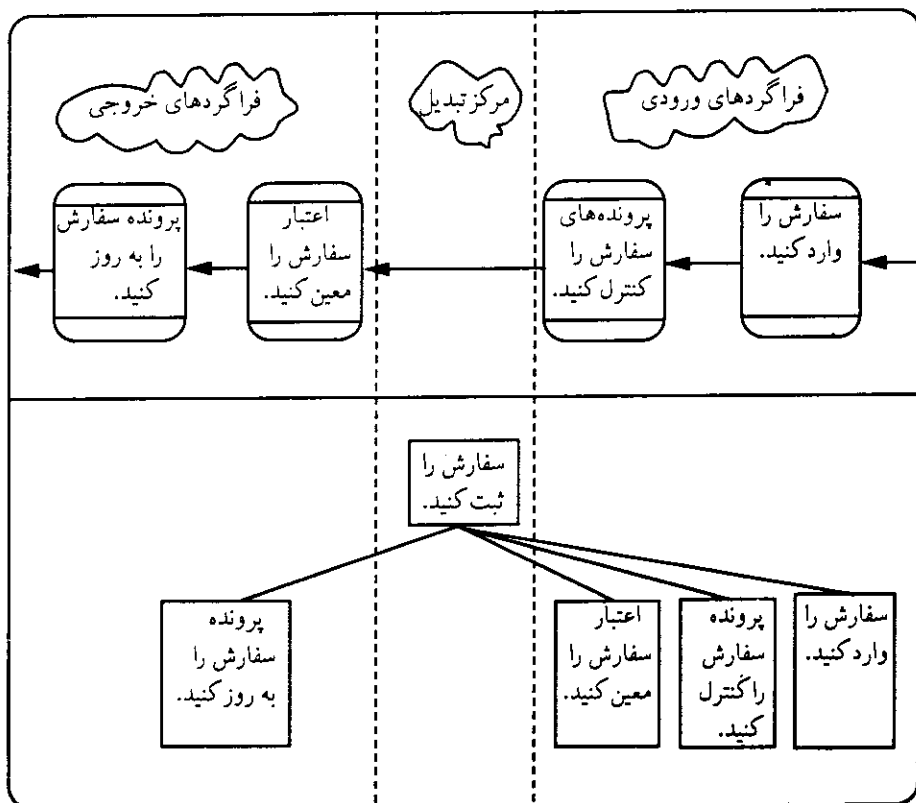 فراگردهای ورودی
مرکز تبدیل
فراگردهای خروجی
سفارش را
وارد کنید.
پرونده‌های
سفارش را
کنترل کنید.
اعتبار
سفارش را
معین کنید.
پرونده سفارش
را به روز
کنید.
سفارش را
ثبت کنید.
سفارش را
وارد کنید.
پرونده
سفارش
را کنترل
کنید.
اعتبار
سفارش را
معین کنید.
پرونده
سفارش را
به روز کنید.